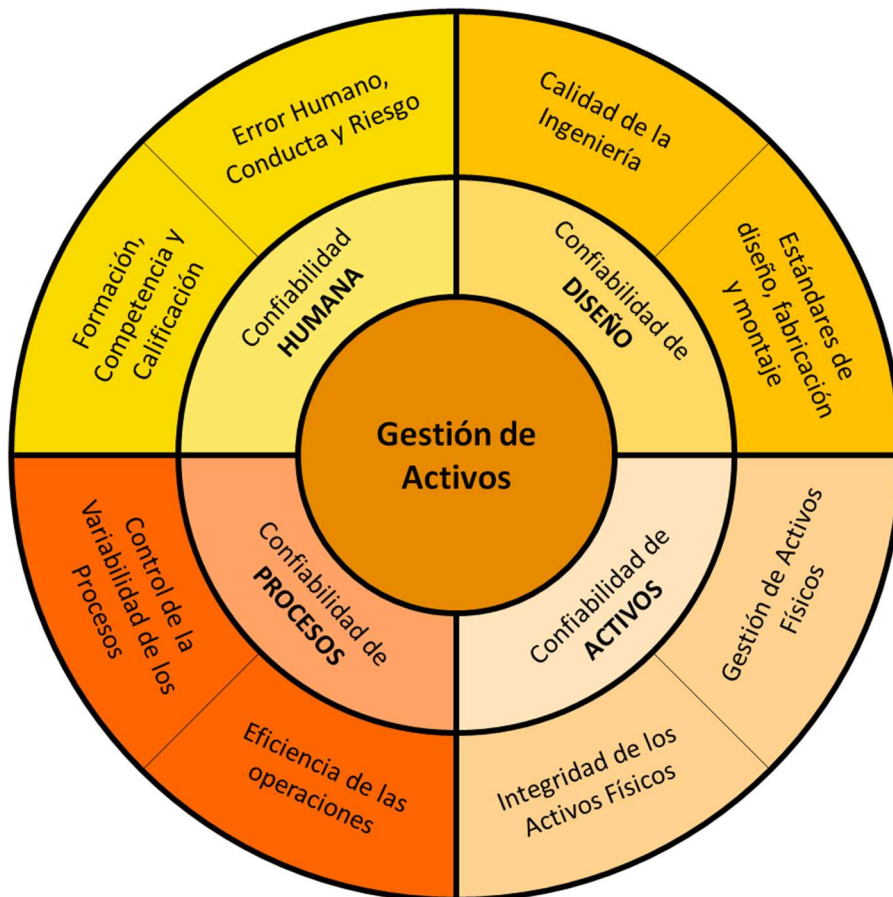 Error Humano,
Conducta y Riesgo
Calidad de la
Ingeniería
Formación,
Competencia y
Calificación
Confiabilidad
HUMANA
Confiabilidad de
DISEÑO
Estándares de
diseño, fabricación
y montaje
Gestión de
Activos
Control de la
Variabilidad de los
Procesos
Confiabilidad de
PROCESOS
Confiabilidad de
ACTIVOS
Gestión de Activos
Físicos
Eficiencia de las
operaciones
Integridad de los
Activos Físicos